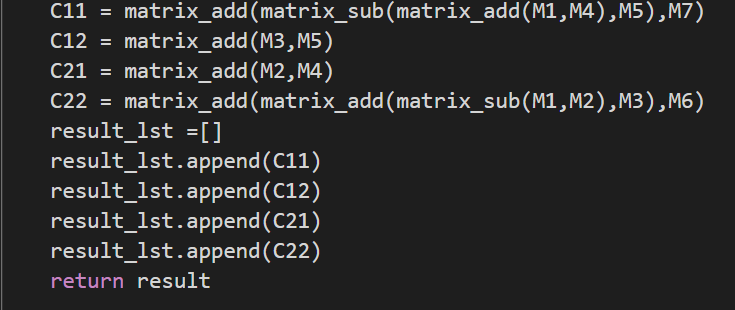 C11 = matrix_add(matrix_sub(matrix_add(M1,M4),M5),M7)
C12 = matrix_add(M3,M5)
C21 = matrix_add(M2,M4)
C22 = matrix_add(matrix_add(matrix_sub(M1,M2),M3),M6)
result_lst =[]
result_lst.append(C11)
result_lst.append(C12)
result_lst.append(C21)
result_lst.append(C22)
return result